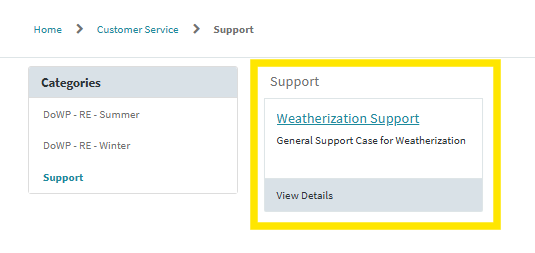 Home > Customer Service > Support
Categories
DoWP - RE - Summer
DoWP - RE - Winter
Support
Support
Weatherization Support
General Support Case for Weatherization
View Details